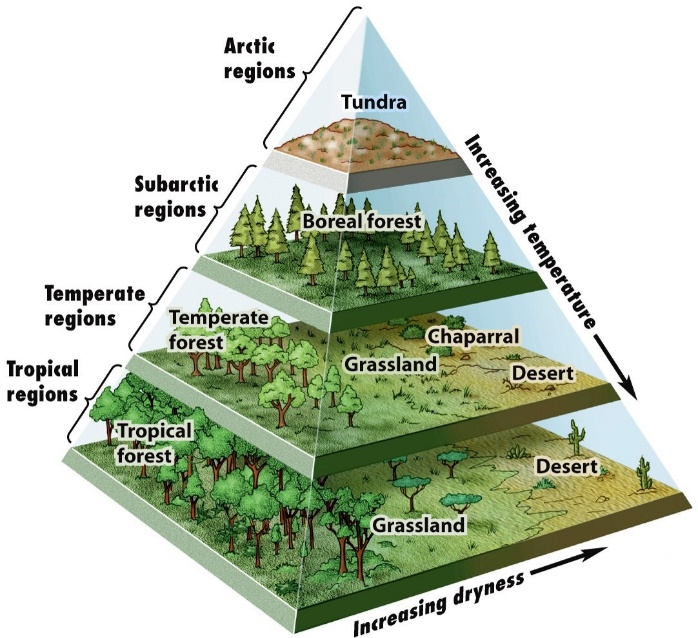 Arctic
regions
Tundra
Increasing temperature
Subarctic
regions
Boreal forest
Temperate
regions
Temperate
forest
Chaparral
Grassland
Desert
Tropical
regions
Tropical
forest
Desert
Grassland
Increasing dryness